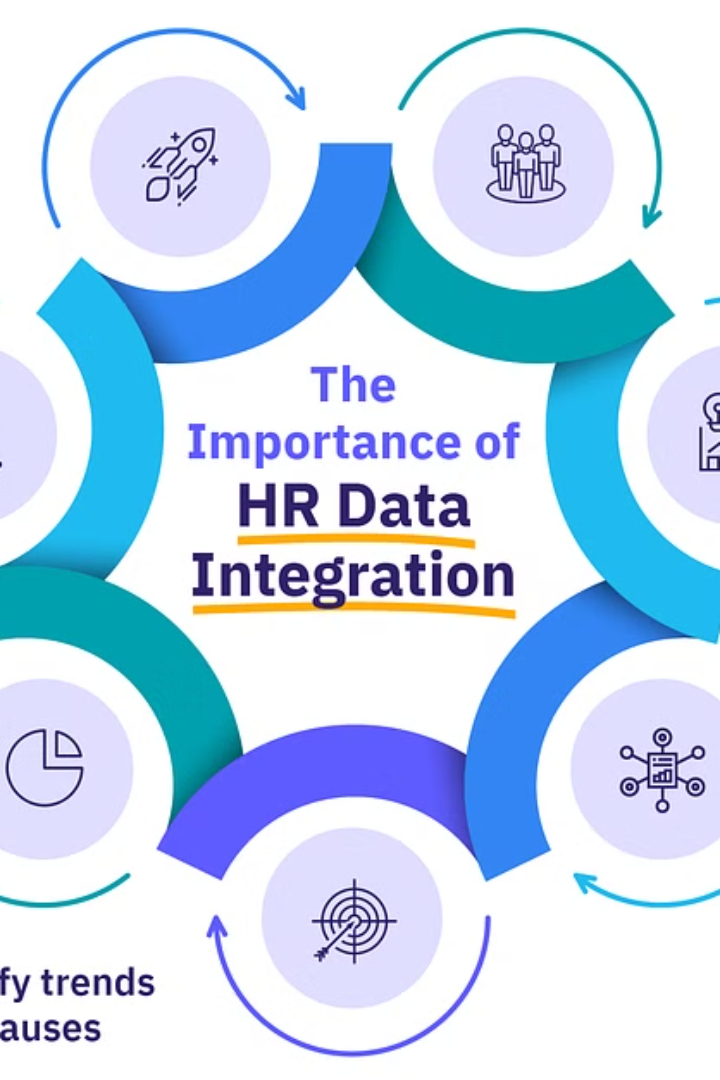 The
Importance of
HR Data
Integration
fy trends
auses